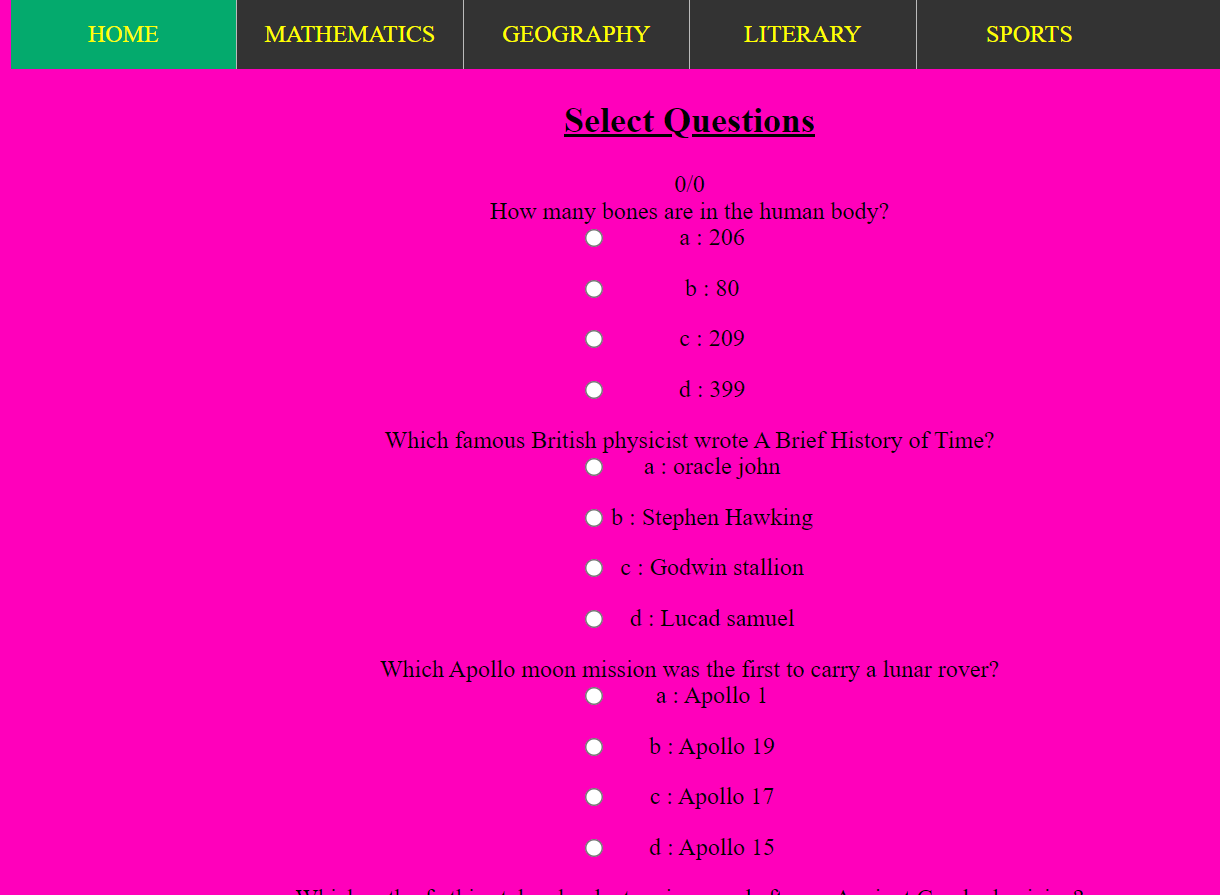 HOME MATHEMATICS GEOGRAPHY LITERARY SPORTS
Select Questions
0/0
How many bones are in the human body?
a : 206
b : 80
c : 209
d : 399
Which famous British physicist wrote A Brief History of Time?
a : oracle john
b : Stephen Hawking
c : Godwin stallion
d : Lucad samuel
Which Apollo moon mission was the first to carry a lunar rover?
a : Apollo 1
b : Apollo 19
c : Apollo 17
d : Apollo 15